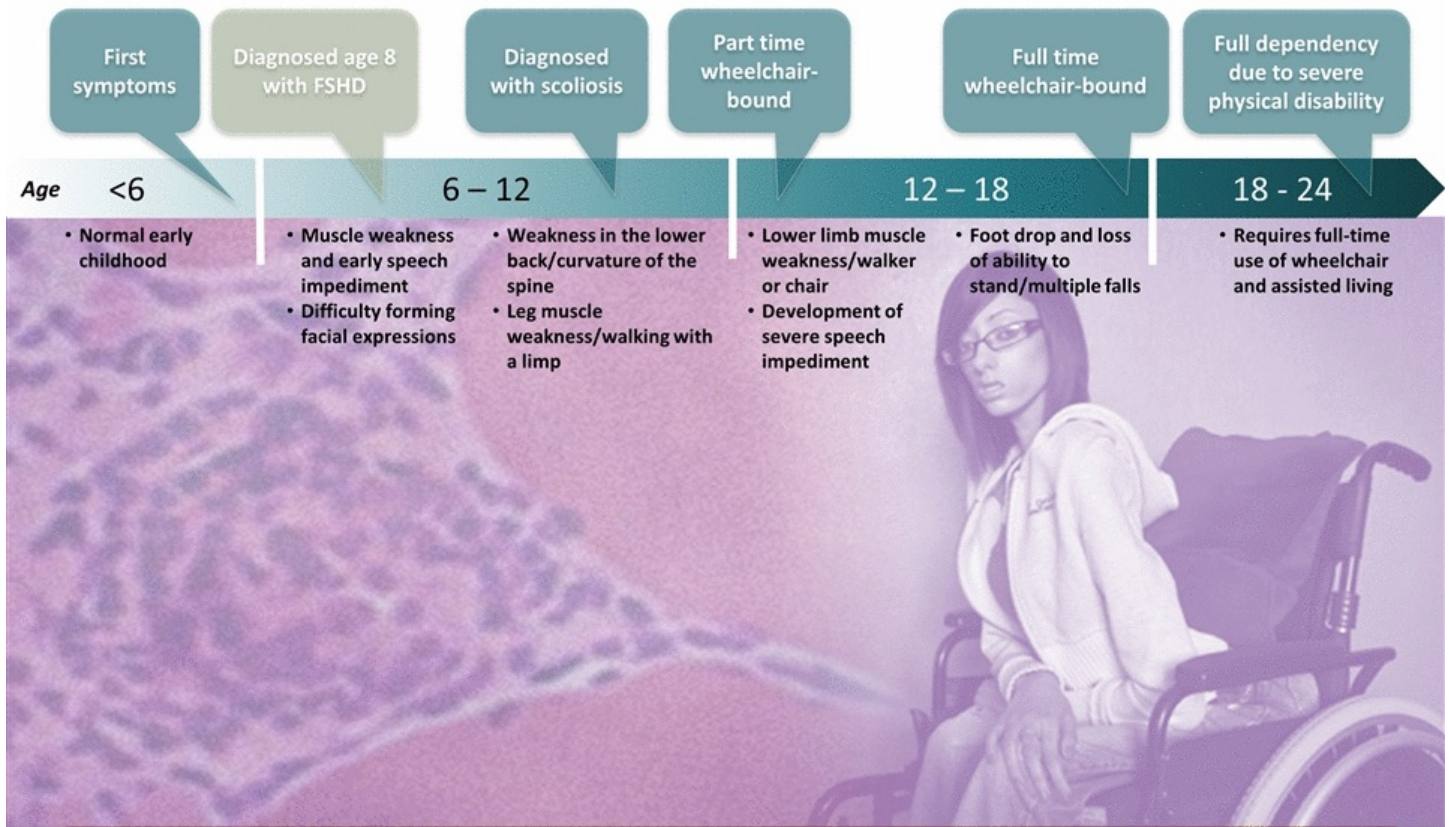 First
symptoms
Diagnosed age 8
with FSHD
Diagnosed
with scoliosis
Part time
wheelchair-
bound
Full time
wheelchair-bound
Full dependency
due to severe
physical disability
Age
<6
6 – 12
12 – 18
18 - 24
• Normal early
childhood
• Muscle weakness
and early speech
impediment
• Difficulty forming
facial expressions
• Weakness in the lower
back/curvature of the
spine
• Leg muscle
weakness/walking with
a limp
• Lower limb muscle
weakness/walker
or chair
• Development of
severe speech
impediment
• Foot drop and loss
of ability to
stand/multiple falls
• Requires full-time
use of wheelchair
and assisted living